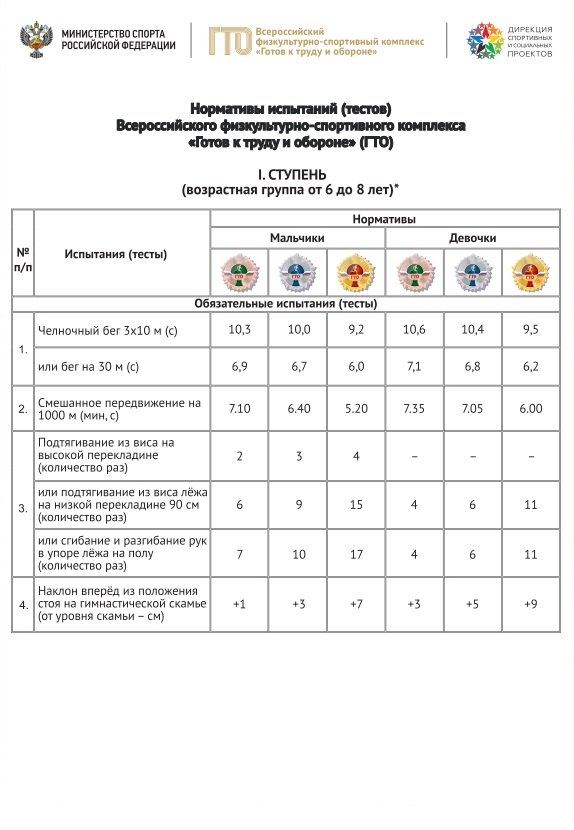 МИНИСТЕРСТВО СПОРТА
РОССИЙСКОЙ ФЕДЕРАЦИИ
ГТО
Всероссийский
физкультурно-спортивный комплекс
«Готов к труду и обороне»
ДИРЕКЦИЯ
СПОРТИВНЫХ
И СОЦИАЛЬНЫХ
ПРОЕКТОВ
Нормативы испытаний (тестов)
Всероссийского физкультурно-спортивного комплекса
«Готов к труду и обороне» (ГТО)
I. СТУПЕНЬ
(возрастная группа от 6 до 8 лет)*
№
п/п
Испытания (тесты)
Нормативы
Мальчики Девочки
ГТО ГТО ГТО ГТО ГТО ГТО
Обязательные испытания (тесты)
1.
Челночный бег 3х10 м (с) 10,3 10,0 9,2 10,6 10,4 9,5
или бег на 30 м (с) 6,9 6,7 6,0 7,1 6,8 6,2
2. Смешанное передвижение на
1000 м (мин, с) 7.10 6.40 5.20 7.35 7.05 6.00
3.
Подтягивание из виса на
высокой перекладине
(количество раз) 2 3 4 – – –
или подтягивание из виса лёжа
на низкой перекладине 90 см
(количество раз) 6 9 15 4 6 11
или сгибание и разгибание рук
в упоре лёжа на полу
(количество раз) 7 10 17 4 6 11
4. Наклон вперёд из положения
стоя на гимнастической скамье
(от уровня скамьи – см) +1 +3 +7 +3 +5 +9